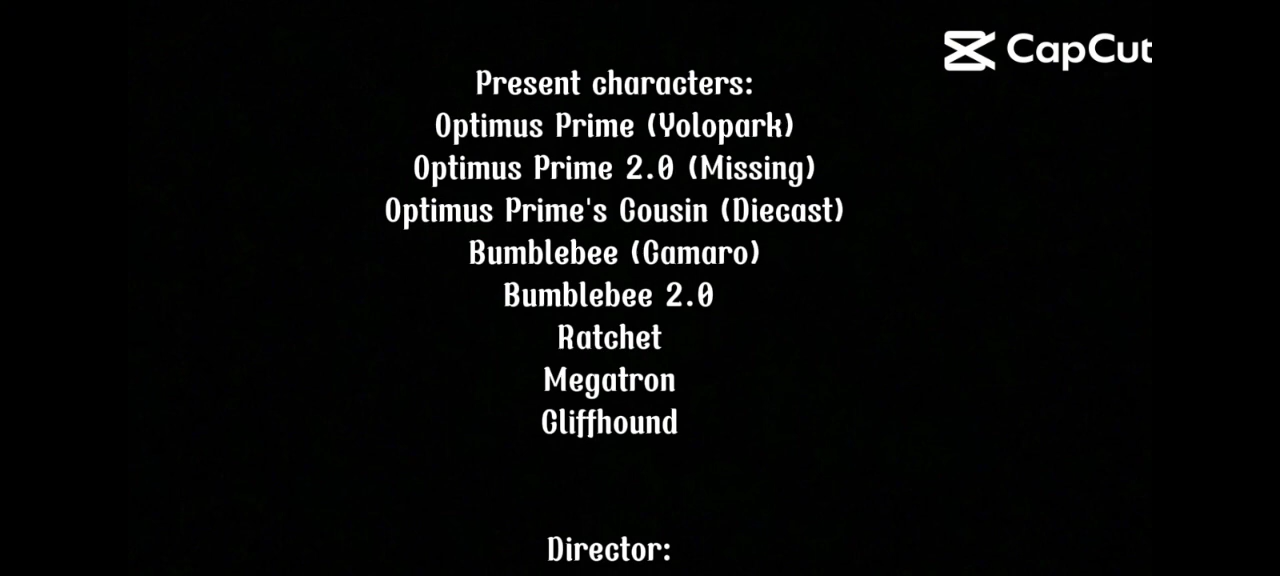 CapCut
Present characters:
Optimus Prime (Yolopark)
Optimus Prime 2.0 (Missing)
Optimus Prime's Cousin (Diecast)
Bumblebee (Camaro)
Bumblebee 2.0
Ratchet
Megatron
Cliffhound
Director: